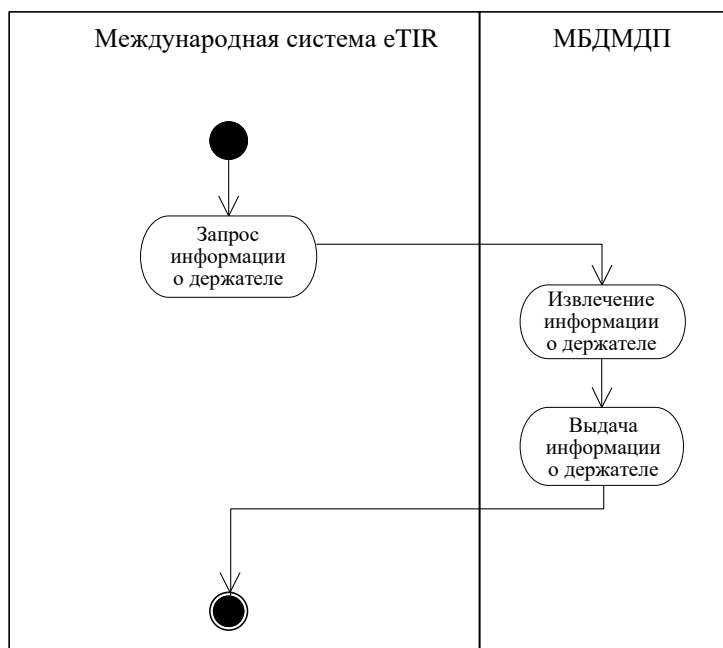 Международная система eTIR
МБДМДП
Запрос
информации
о держателе
Извлечение
информации
о держателе
Выдача
информации
о держателе